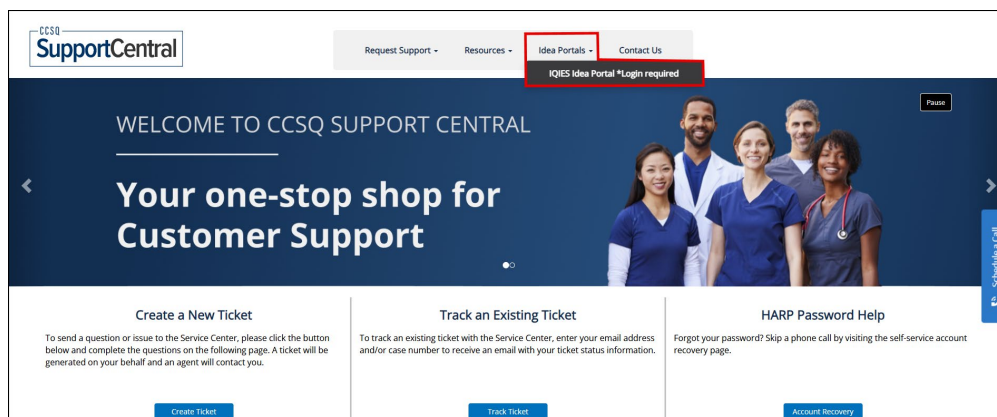 CCSQ
SupportCentral
Request Support
Resources
Idea Portals
Contact Us
IQIES Idea Portal *Login required
Pause
WELCOME TO CCSQ SUPPORT CENTRAL
Your one-stop shop for
Customer Support
Schedule a Call
Create a New Ticket
To send a question or issue to the Service Center, please click the button
below and complete the questions on the following page. A ticket will be
generated on your behalf and an agent will contact you.
Create Ticket
Track an Existing Ticket
To track an existing ticket with the Service Center, enter your email address
and/or case number to receive an email with your ticket status information.
Track Ticket
HARP Password Help
Forgot your password? Skip a phone call by visiting the self-service account
recovery page.
Account Recovery